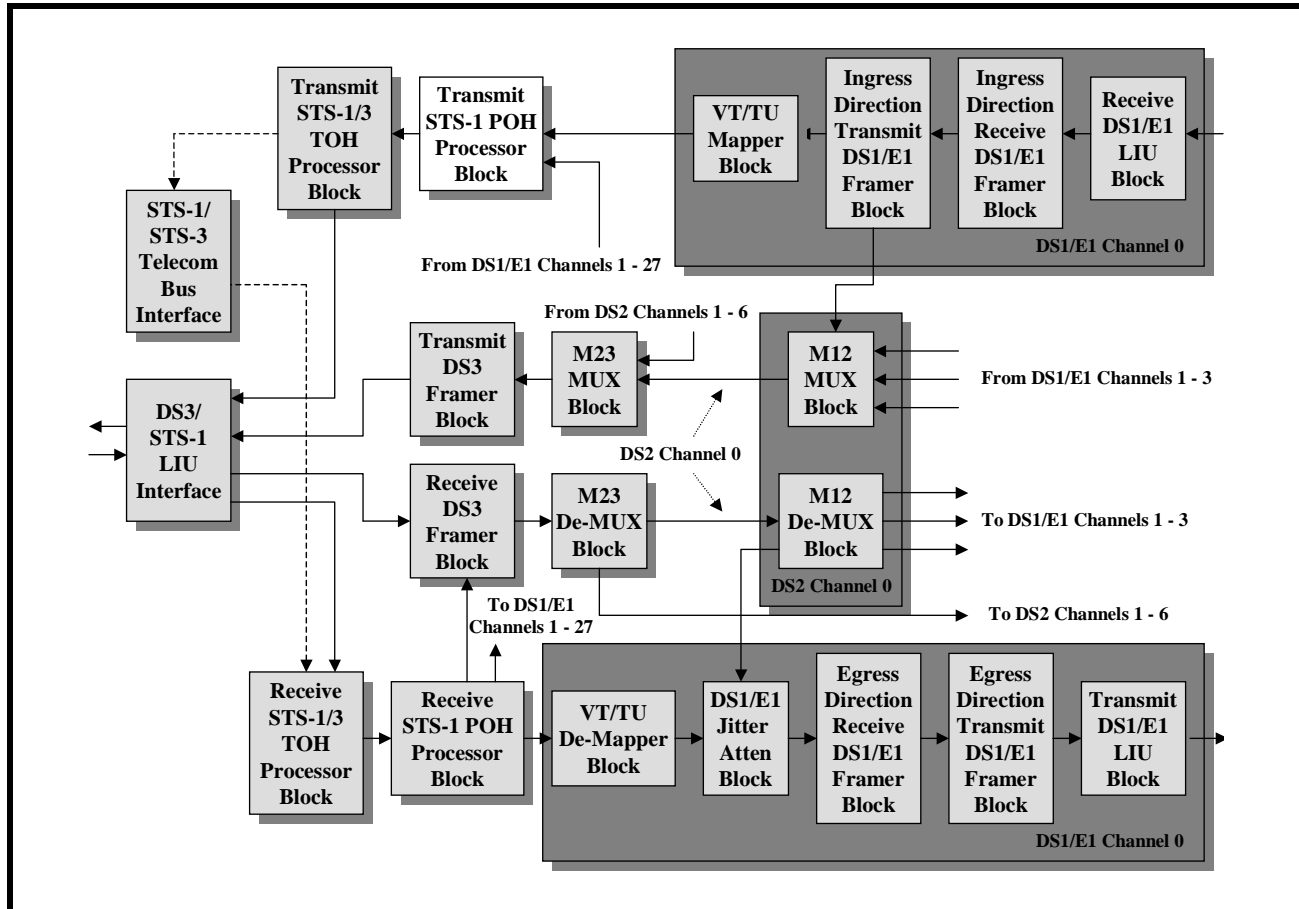 Transmit
STS-1/3
TOH
Processor
Block
Transmit
STS-1 POH
Processor
Block
VT/TU
Mapper
Block
Ingress
Direction
Transmit
DS1/E1
Framer
Block
Ingress
Direction
Receive
DS1/E1
Framer
Block
Receive
DS1/E1
LIU
Block
DS1/E1 Channel 0
STS-1/
STS-3
Telecom
Bus
Interface
From DS1/E1 Channels 1 - 27
From DS2 Channels 1 - 6
Transmit
DS3
Framer
Block
M23
MUX
Block
M12
MUX
Block
From DS1/E1 Channels 1 - 3
DS3/
STS-1
LIU
Interface
DS2 Channel 0
Receive
DS3
Framer
Block
M23
De-MUX
Block
M12
De-MUX
Block
To DS1/E1 Channels 1 - 3
DS2 Channel 0
To DS1/E1
Channels 1 - 27
To DS2 Channels 1 - 6
Receive
STS-1/3
TOH
Processor
Block
Receive
STS-1 POH
Processor
Block
VT/TU
De-Mapper
Block
DS1/E1
Jitter
Atten
Block
Egress
Direction
Receive
DS1/E1
Framer
Block
Egress
Direction
Transmit
DS1/E1
Framer
Block
Transmit
DS1/E1
LIU
Block
DS1/E1 Channel 0